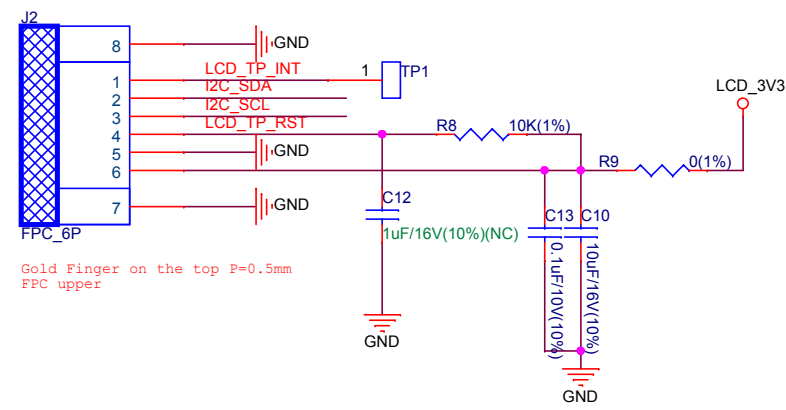 J2
8
GND
LCD_TP_INT
1
1
TP1
I2C_SDA
2
LCD_3V3
I2C_SCL
3
LCD_TP_RST
4
R8
10K(1%)
5
GND
6
R9
0(1%)
7
GND
C12
1uF/16V(10%)(NC)
C13
0.1uF/10V(10%)
C10
10uF/16V(10%)
FPC_6P
Gold Finger on the top P=0.5mm
FPC upper
GND
GND